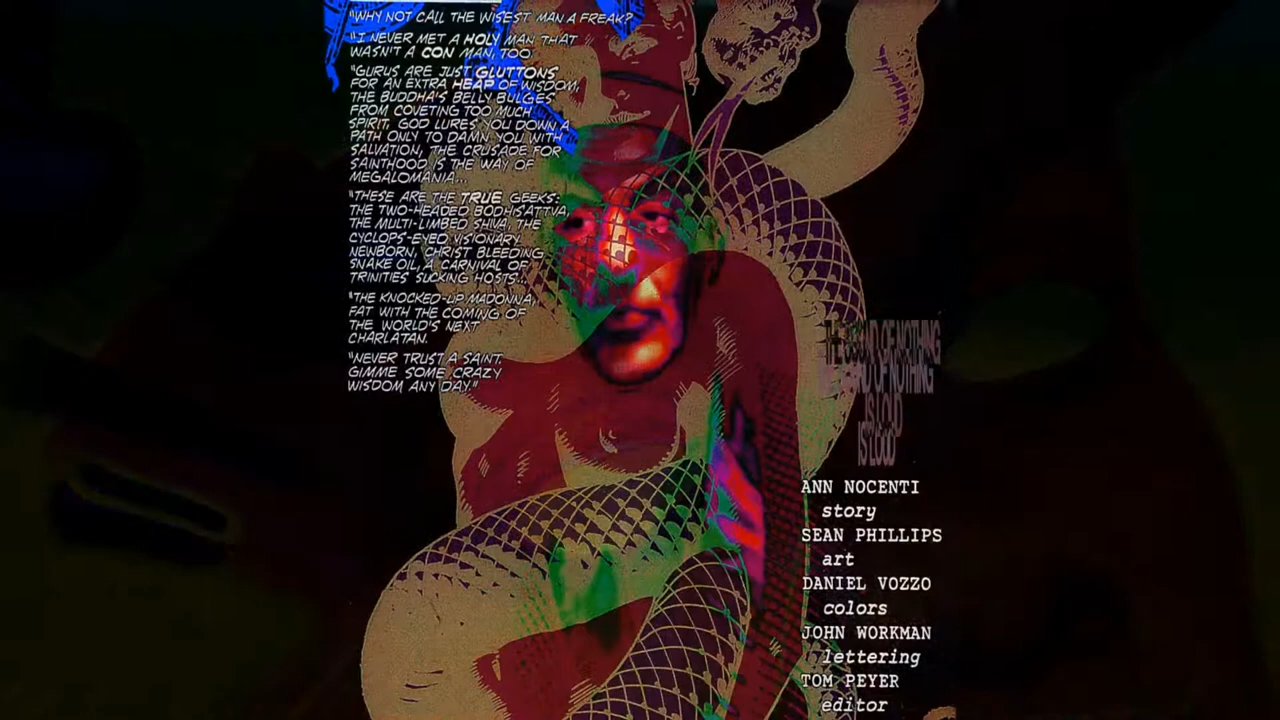 "WHY NOT CALL THE WISEST MAN A FREAK?
"I NEVER MET A HOLY MAN THAT
WASN'T A CON MAN, TOO.
"GURUS ARE JUST GLUTTONS
FOR AN EXTRA HEAP OF WISDOM,
THE BUDDHA'S BELLY BULGES
FROM COVETING TOO MUCH
SPIRIT, GOD LURES YOU DOWN A
PATH ONLY TO DAMN YOU WITH
SALVATION, THE CRUSADE FOR
SAINTHOOD IS THE WAY OF
MEGALOMANIA...
"THESE ARE THE TRUE GEEKS:
THE TWO-HEADED BODHISATTVA,
THE MULTI-LIMBED SHIVA, THE
CYCLOPS-EYED VISIONARY
NEWBORN, CHRIST BLEEDING
SNAKE OIL, A CARNIVAL OF
TRINITIES SUCKING HOSTS...
"THE KNOCKED-UP MADONNA,
FAT WITH THE COMING OF
THE WORLD'S NEXT
CHARLATAN.
"NEVER TRUST A SAINT.
GIMME SOME CRAZY
WISDOM ANY DAY."
OF NOTHING
OF NOTHING
IS LOUD
IS LOUD
ANN NOCENTI
story
SEAN PHILLIPS
art
DANIEL VOZZO
colors
JOHN WORKMAN
lettering
TOM PEYER
editor